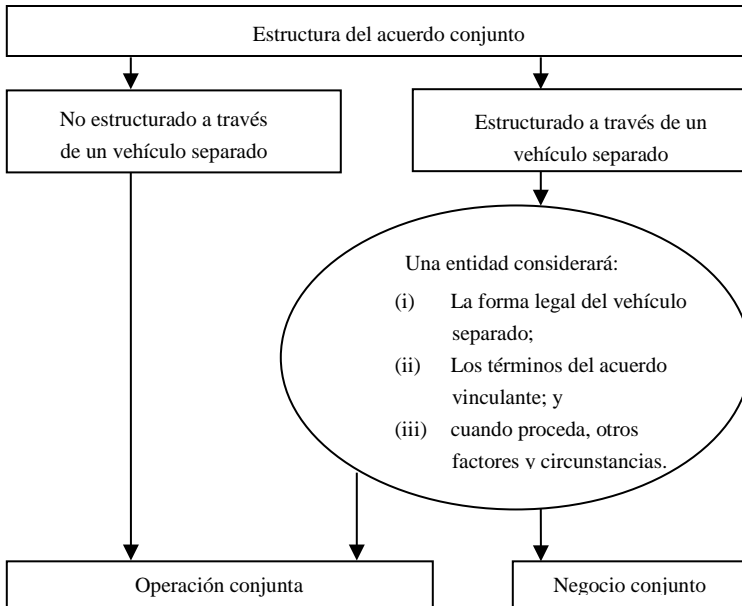 Estructura del acuerdo conjunto
No estructurado a través
de un vehículo separado
Estructurado a través de un
vehículo separado
Una entidad considerará:
(i) La forma legal del vehículo
separado;
(ii) Los términos del acuerdo
vinculante; y
(iii) cuando proceda, otros
factores y circunstancias.
Operación conjunta
Negocio conjunto